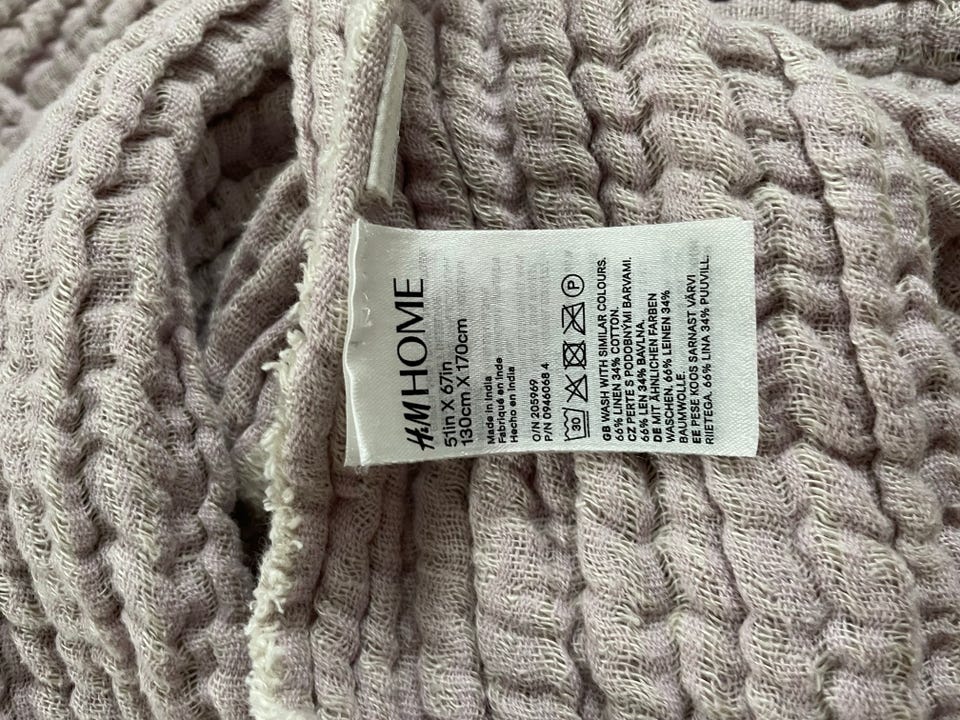 H&M HOME
51in X 67in
130cm X 170cm
Made in India
Fabriqué en Inde
Hecho en India
O/N 205969
P/N 0946068 4
30
P
GB WASH WITH SIMILAR COLOURS.
66% LINEN 34% COTTON.
CZ PERTE S PODOBNÝMI BARVAMI.
66% LEN 34% BAVLNA.
DE MIT ÄHNLICHEN FARBEN
WASCHEN. 66% LEINEN 34%
BAUMWOLLE.
EE PESE KOOS SARNAST VÄRVI
RIIETEGA. 66% LINA 34% PUUVILL.